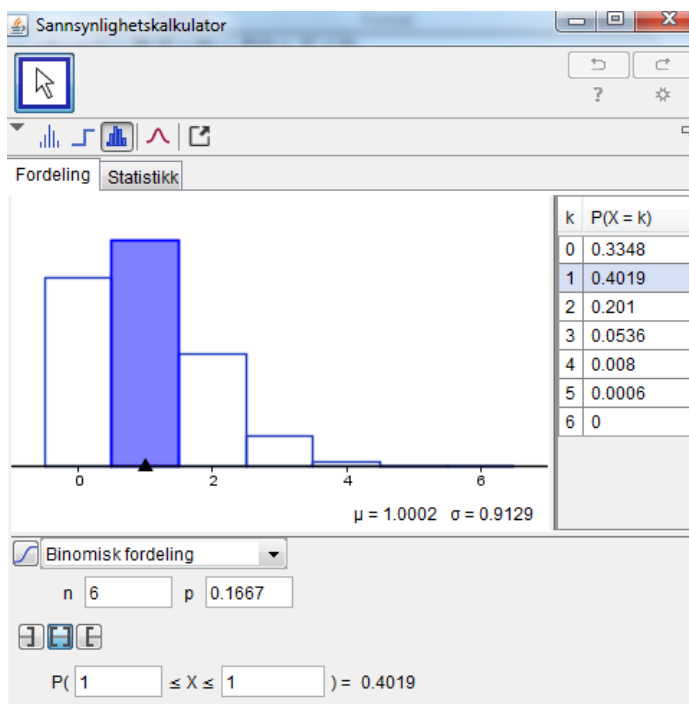 Sannsynlighetskalkulator
?
Fordeling Statistikk
k P(X = k)
0 0.3348
1 0.4019
2 0.201
3 0.0536
4 0.008
5 0.0006
6 0
0 2 4 6
μ = 1.0002 σ = 0.9129
Binomisk fordeling
n 6 p 0.1667
P( 1 ≤ X ≤ 1 ) = 0.4019